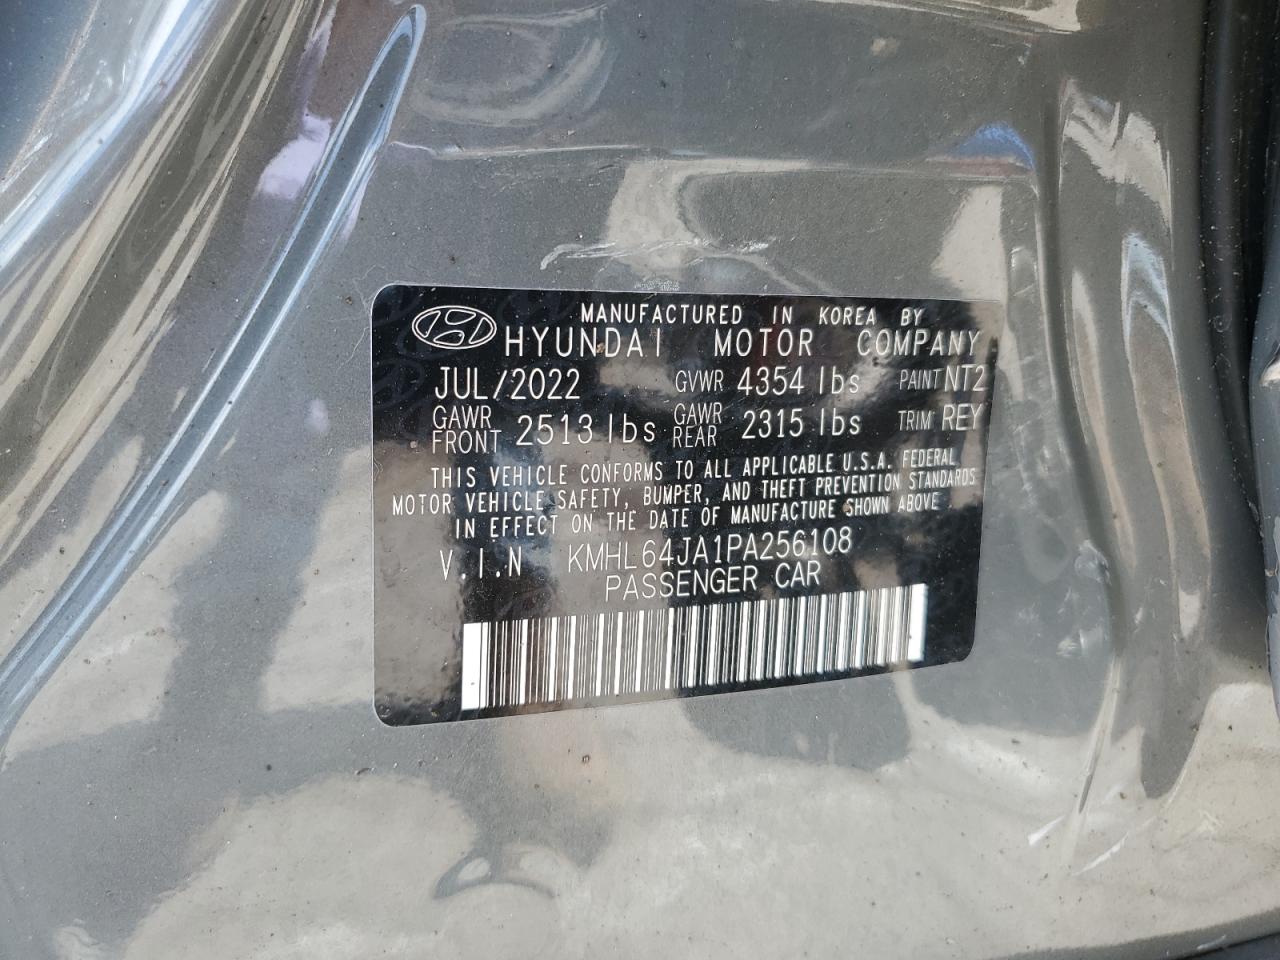 MANUFACTURED IN KOREA BY
HYUNDAI MOTOR COMPANY
JUL/2022 GVWR 4354 lbs PAINT NT2
GAWR FRONT 2513 lbs GAWR REAR 2315 lbs TRIM REY
THIS VEHICLE CONFORMS TO ALL APPLICABLE U.S.A. FEDERAL
MOTOR VEHICLE SAFETY, BUMPER, AND THEFT PREVENTION STANDARDS
IN EFFECT ON THE DATE OF MANUFACTURE SHOWN ABOVE
V.I.N KMHL64JA1PA256108
PASSENGER CAR